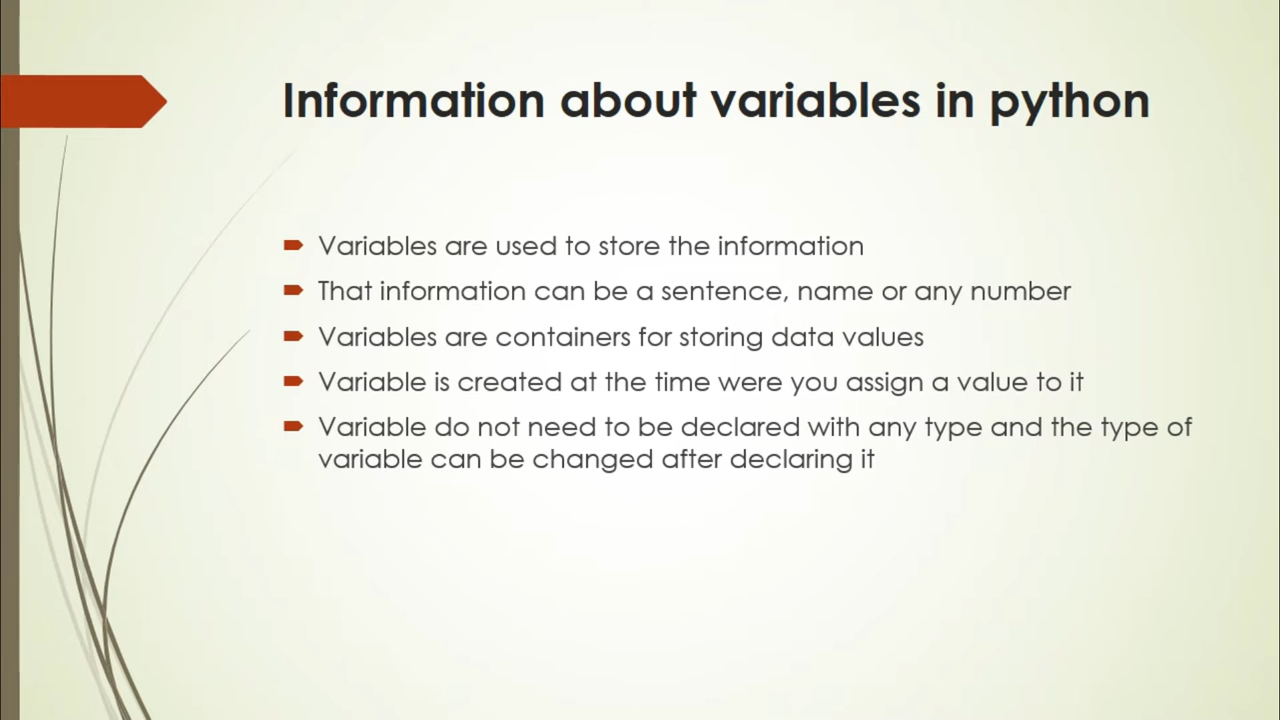 Information about variables in python
Variables are used to store the information
That information can be a sentence, name or any number
Variables are containers for storing data values
Variable is created at the time were you assign a value to it
Variable do not need to be declared with any type and the type of
variable can be changed after declaring it